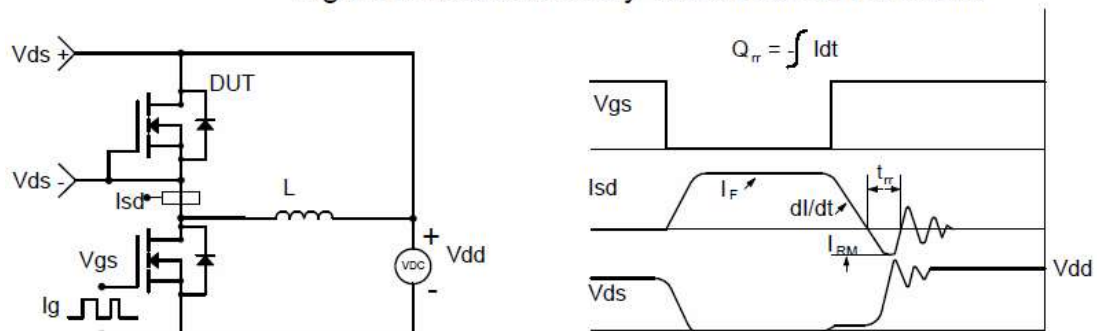 Vds +
DUT
Vds -
Isd
L
Vgs
Ig
VDC
+
-
Vdd
Qrr = -∫ Idt
Vgs
Isd
IF
dI/dt
trr
IRM
Vds
Vdd